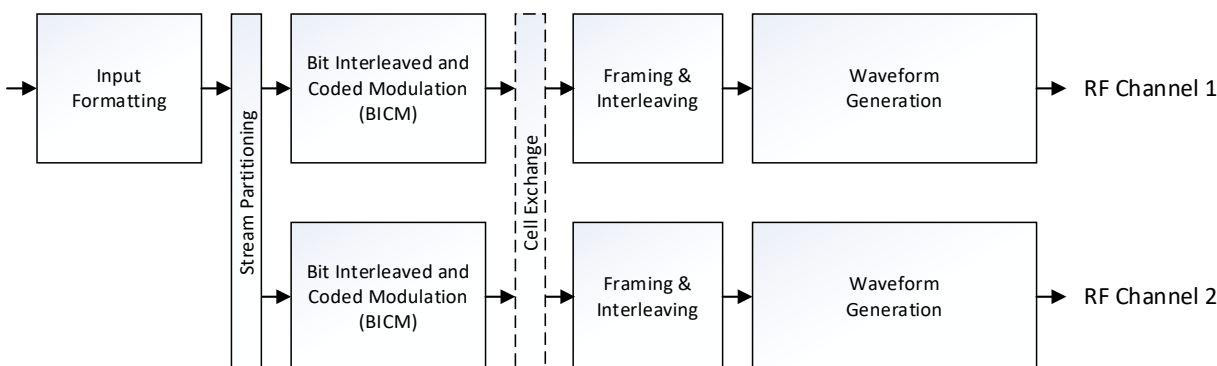 Input
Formatting
Stream Partitioning
Bit Interleaved and
Coded Modulation
(BICM)
Cell Exchange
Framing &
Interleaving
Waveform
Generation
RF Channel 1
Bit Interleaved and
Coded Modulation
(BICM)
Framing &
Interleaving
Waveform
Generation
RF Channel 2